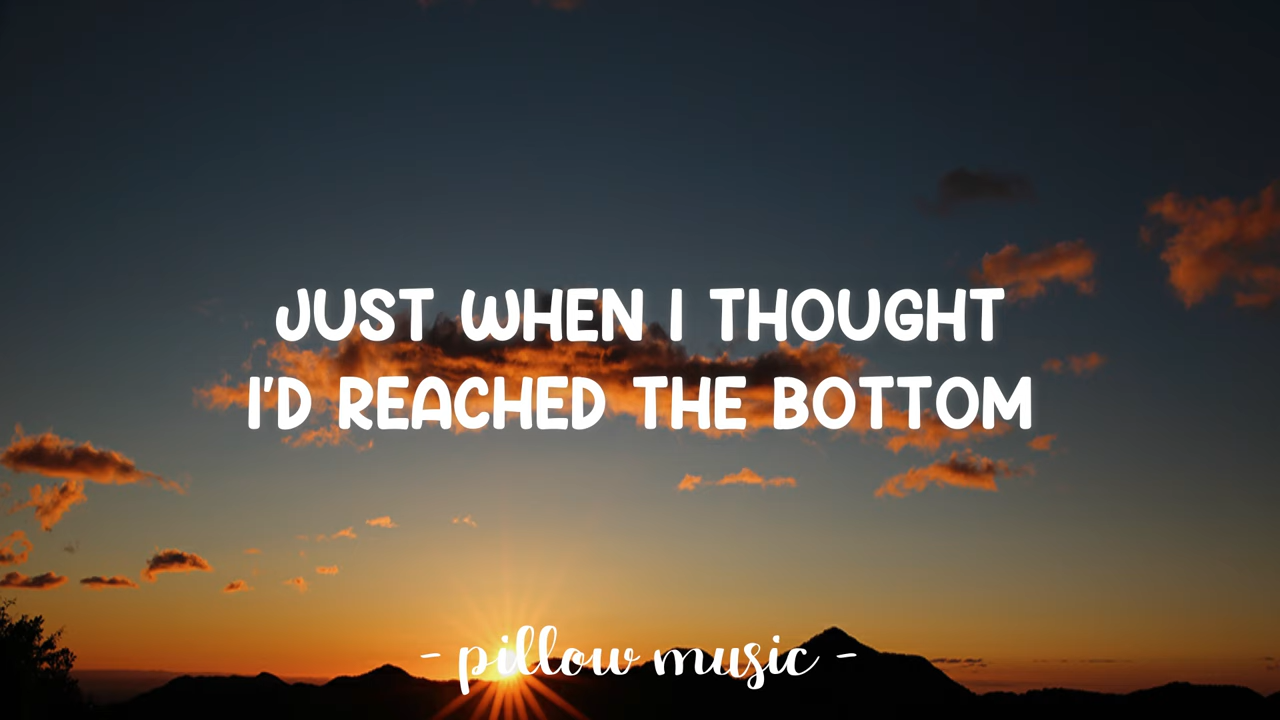 JUST WHEN I THOUGHT
I'D REACHED THE BOTTOM
- pillow music -